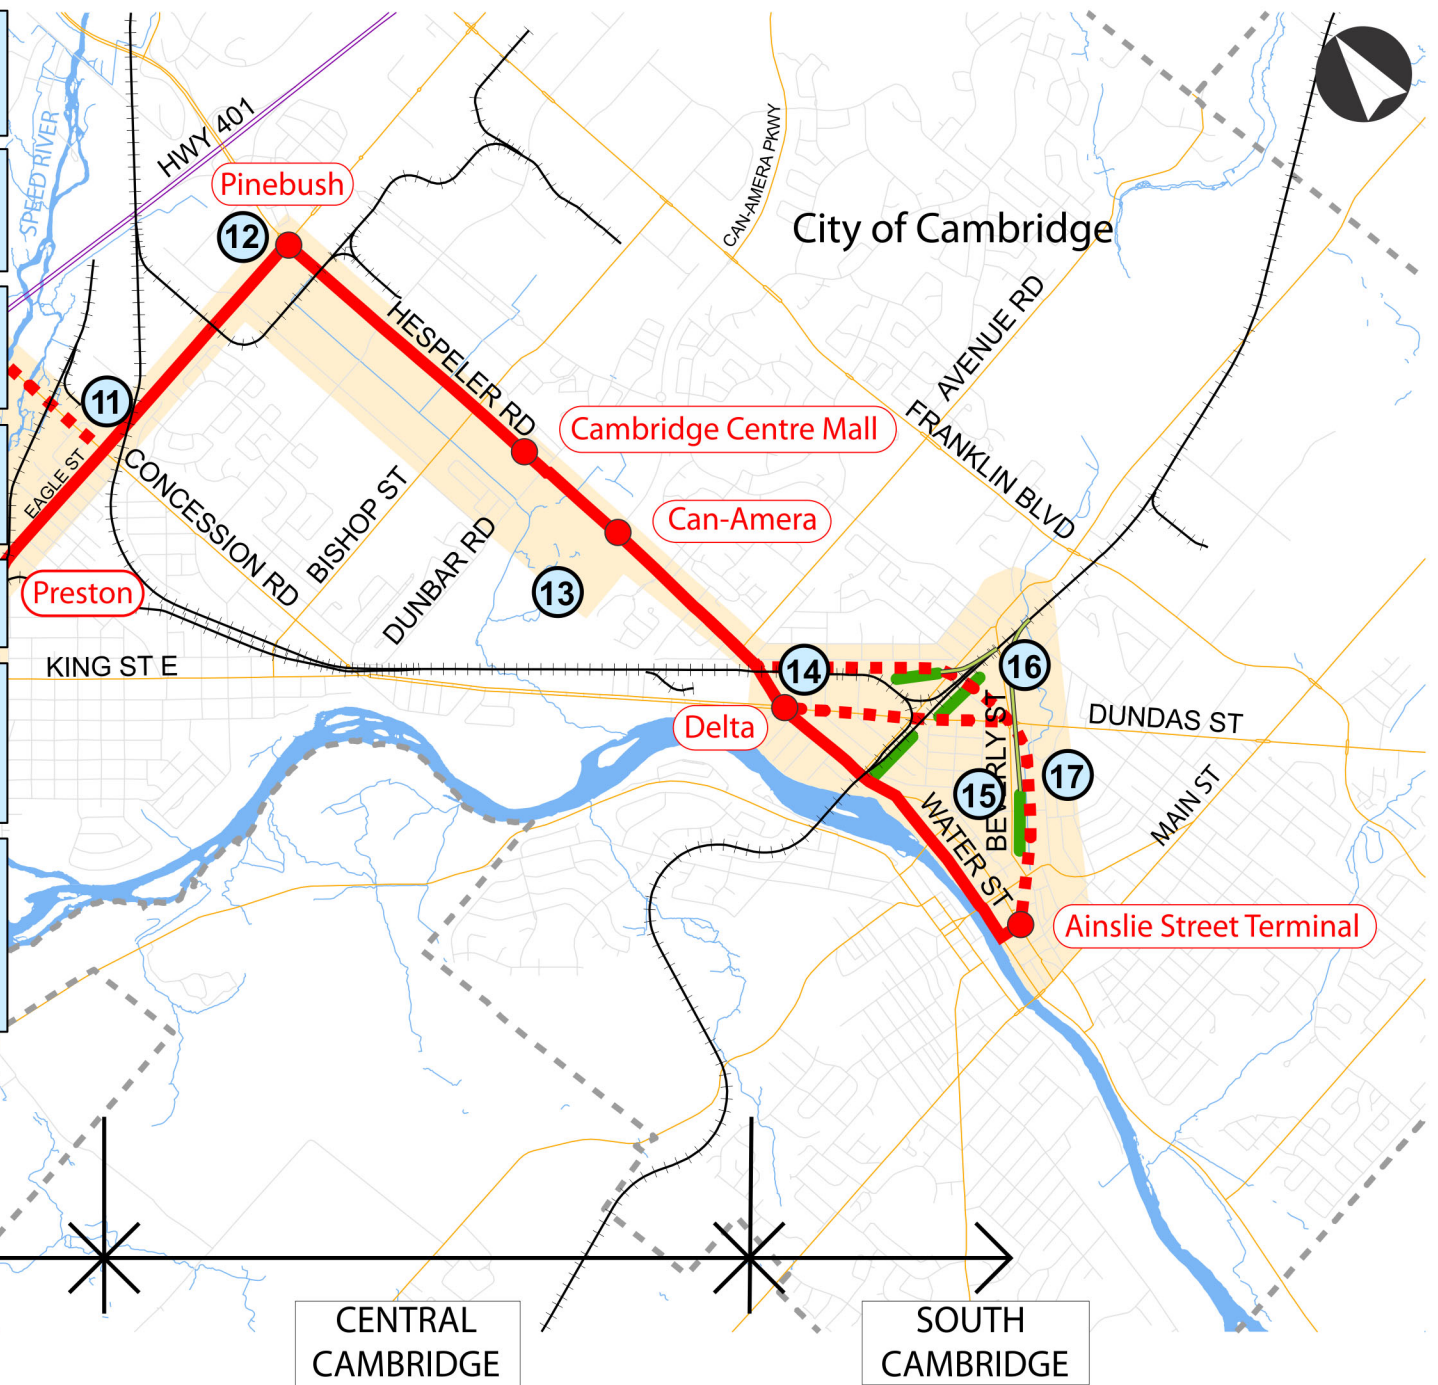 SPEED RIVER
HWY 401
Pinebush
12
CAN-AMERA PKWY
City of Cambridge
AVENUE RD
HESPELER RD
11
Cambridge Centre Mall
FRANKLIN BLVD
EAGLE ST
CONCESSION RD
BISHOP ST
DUNBAR RD
Can-Amera
Preston
13
KING ST E
14
16
Delta
BEVERLY ST
DUNDAS ST
15
17
WATER ST
MAIN ST
Ainslie Street Terminal
CENTRAL
CAMBRIDGE
SOUTH
CAMBRIDGE